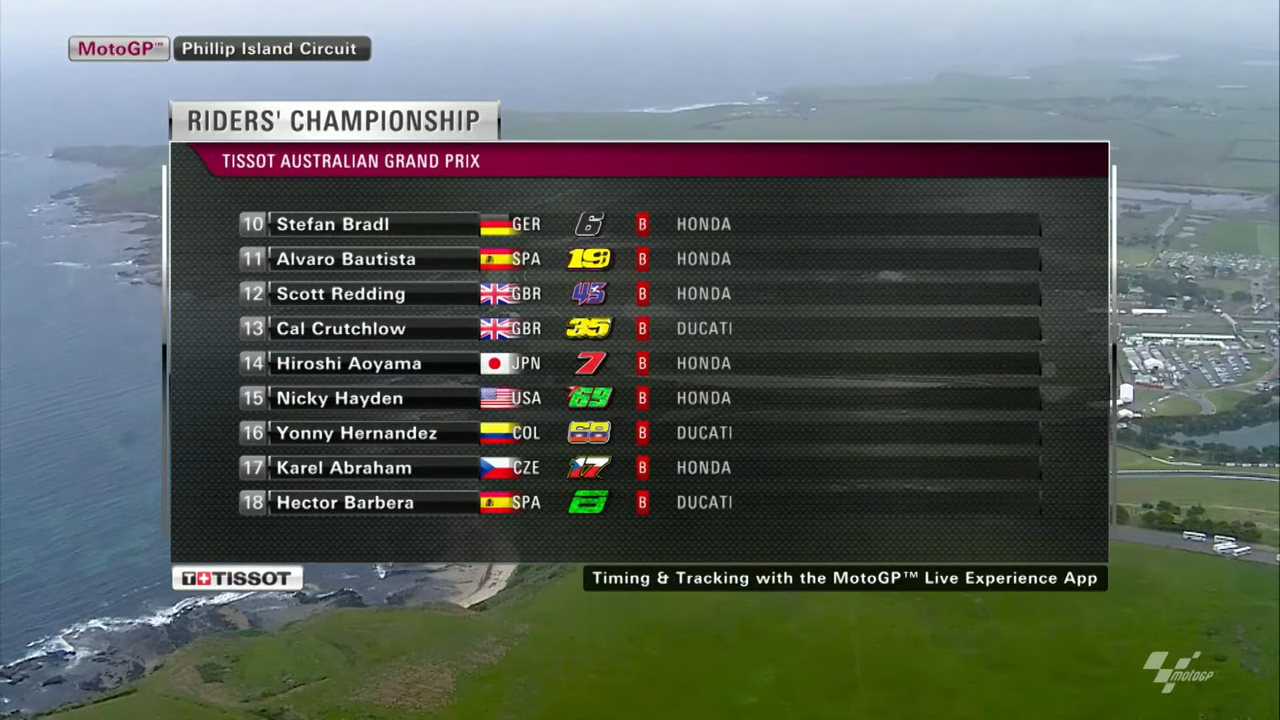 MotoGP™ Phillip Island Circuit
RIDERS' CHAMPIONSHIP
TISSOT AUSTRALIAN GRAND PRIX
10 Stefan Bradl GER 6 B HONDA
11 Alvaro Bautista SPA 19 B HONDA
12 Scott Redding GBR 45 B HONDA
13 Cal Crutchlow GBR 35 B DUCATI
14 Hiroshi Aoyama JPN 7 B HONDA
15 Nicky Hayden USA 69 B HONDA
16 Yonny Hernandez COL 68 B DUCATI
17 Karel Abraham CZE 17 B HONDA
18 Hector Barbera SPA 8 B DUCATI
T+TISSOT
Timing & Tracking with the MotoGP™ Live Experience App
MotoGP